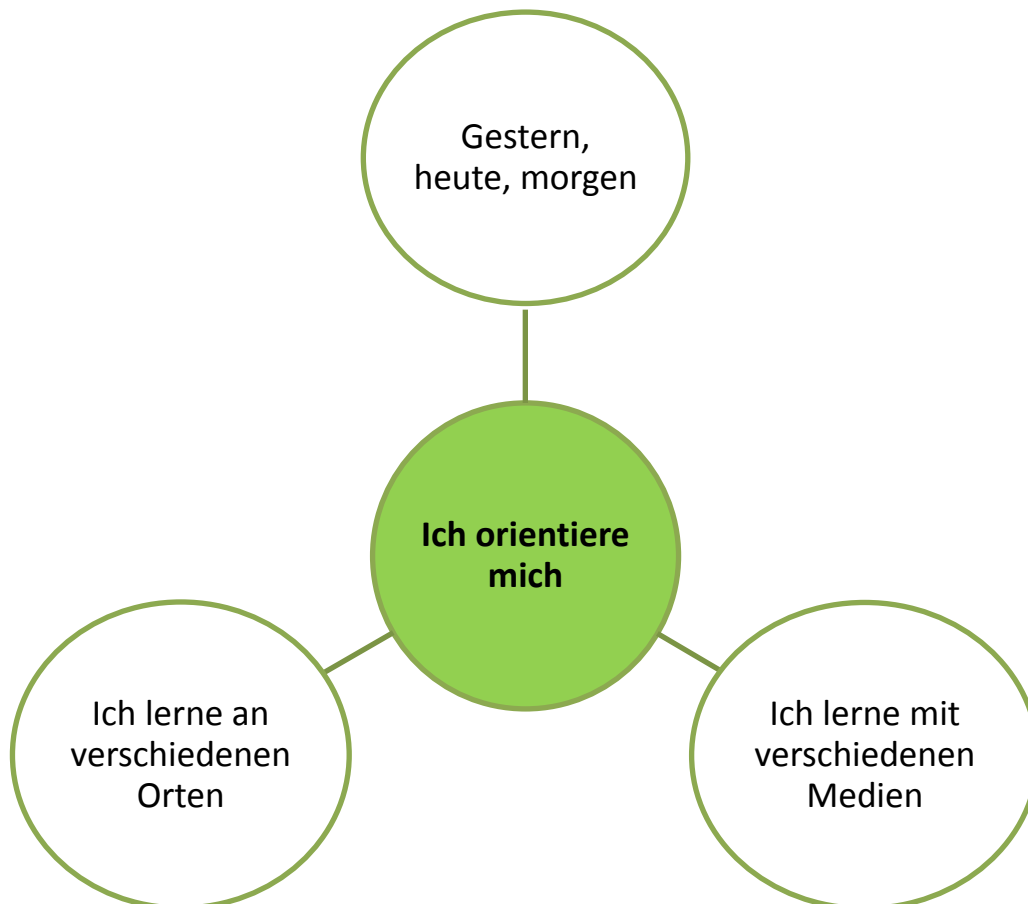 Gestern,
heute, morgen
Ich orientiere
mich
Ich lerne an
verschiedenen
Orten
Ich lerne mit
verschiedenen
Medien